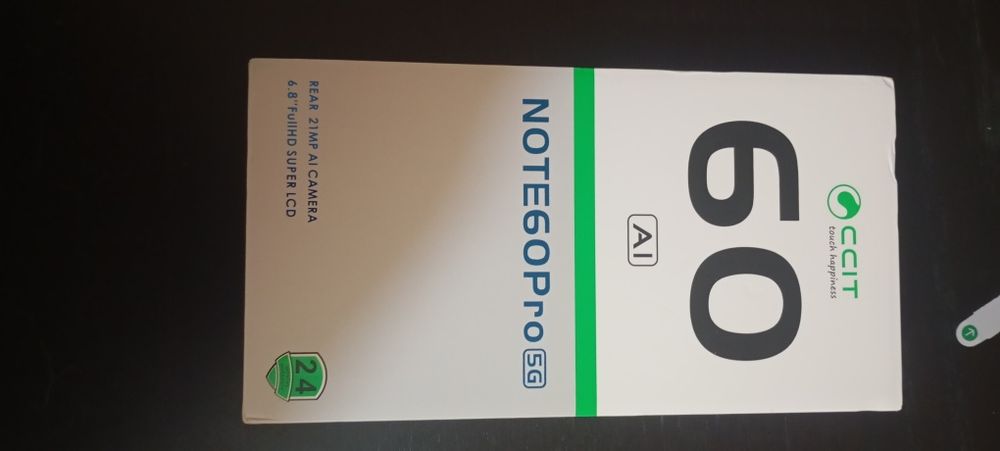 CCIT
touch happiness
60
AI
NOTE60Pro 5G
REAR 21MP AI CAMERA
6.8"FullHD SUPER LCD
24